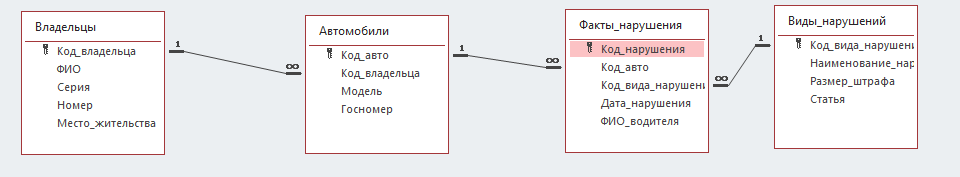 Владельцы
Код_владельца
ФИО
Серия
Номер
Место_жительства
1
∞
Автомобили
Код_авто
Код_владельца
Модель
Госномер
1
∞
Факты_нарушения
Код_нарушения
Код_авто
Код_вида_нарушени
Дата_нарушения
ФИО_водителя
∞
1
Виды_нарушений
Код_вида_нарушени
Наименование_нар
Размер_штрафа
Статья